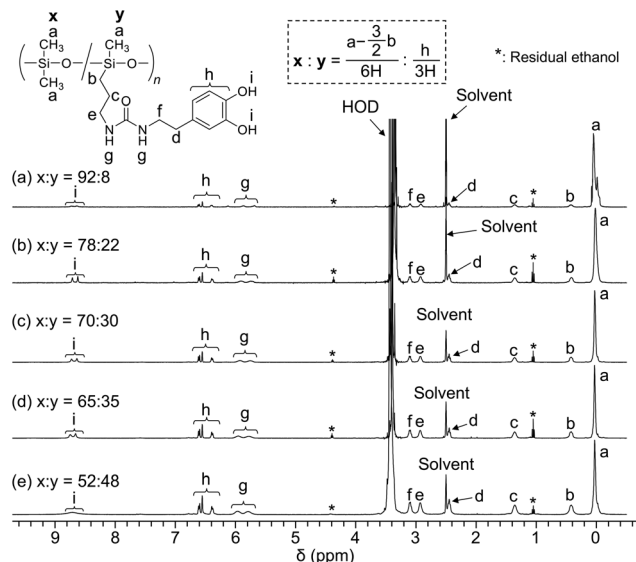 x y
a a
CH₃ CH₃
Si O Si O n
CH₃ b
a c O h i
OH
e f
NH NH d OH i
g g
x : y = a-3/2b / 6H : h / 3H
*: Residual ethanol
HOD Solvent
(a) x:y = 92:8
i h g * f e d c * b a
Solvent
(b) x:y = 78:22
i h g * f e d c * b a
Solvent
(c) x:y = 70:30
i h g * f e d c * b a
Solvent
(d) x:y = 65:35
i h g * f e d c * b a
Solvent
(e) x:y = 52:48
i h g * f e d c * b a
9 8 7 6 5 4 3 2 1 0
δ (ppm)